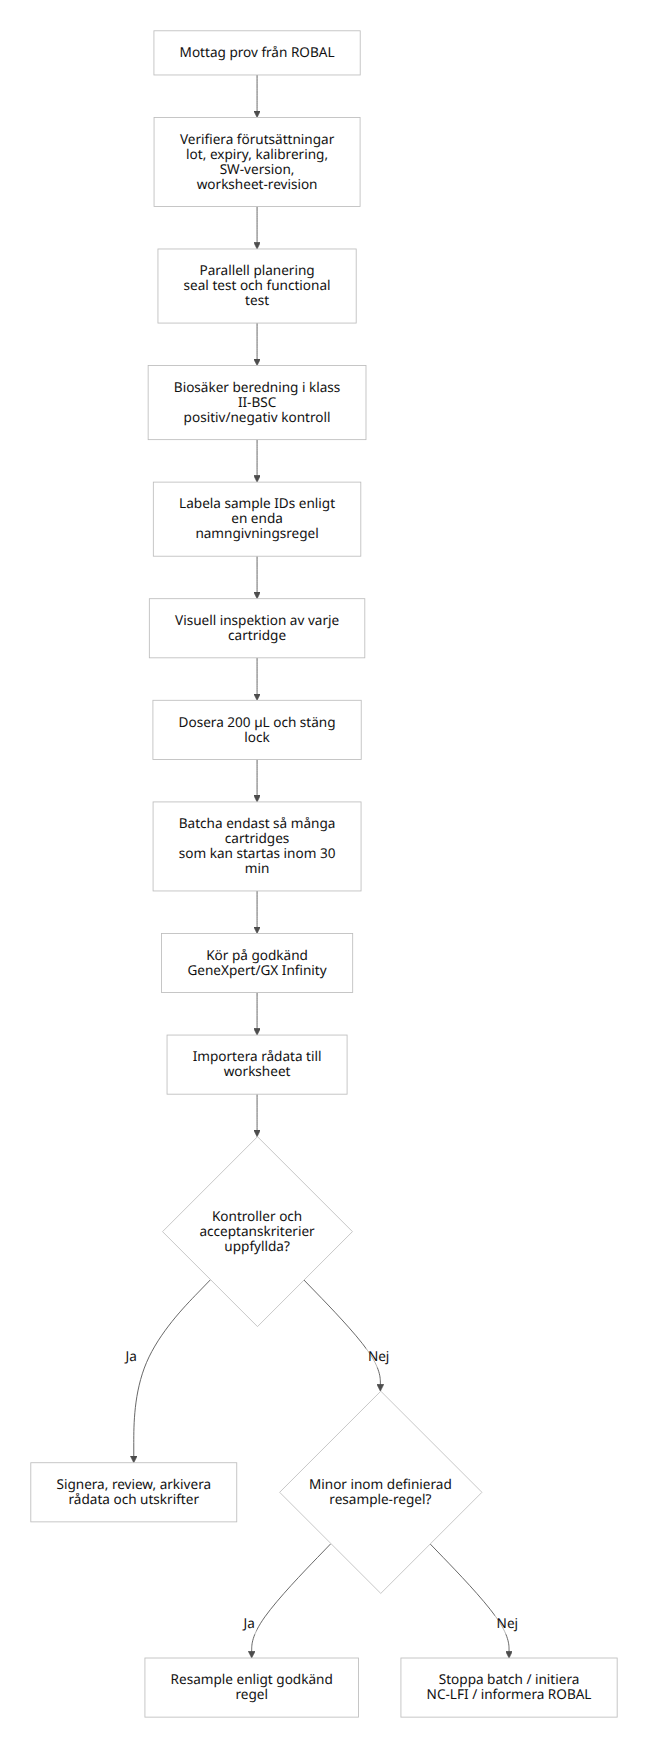 Mottag prov från ROBAL
Verifiera förutsättningar
lot, expiry, kalibrering,
SW-version,
worksheet-revision
Parallell planering
seal test och functional
test
Biosäker beredning i klass
II-BSC
positiv/negativ kontroll
Labela sample IDs enligt
en enda
namngivningsregel
Visuell inspektion av varje
cartridge
Dosera 200 µL och stäng
lock
Batcha endast så många
cartridges
som kan startas inom 30
min
Kör på godkänd
GeneXpert/GX Infinity
Importera rådata till
worksheet
Kontroller och
acceptanskriterier
uppfyllda?
Ja
Nej
Signera, review, arkivera
rådata och utskrifter
Minor inom definierad
resample-regel?
Ja
Nej
Resample enligt godkänd
regel
Stoppa batch / initiera
NC-LFI / informera ROBAL